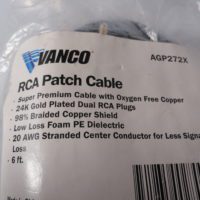 VANCO
AGP272X
RCA Patch Cable
• Super Premium Cable with Oxygen Free Copper
• 24K Gold Plated Dual RCA Plugs
• 98% Braided Copper Shield
• Low Loss Foam PE Dielectric
• 20 AWG Stranded Center Conductor for Less Signal
Loss
• 6 ft.